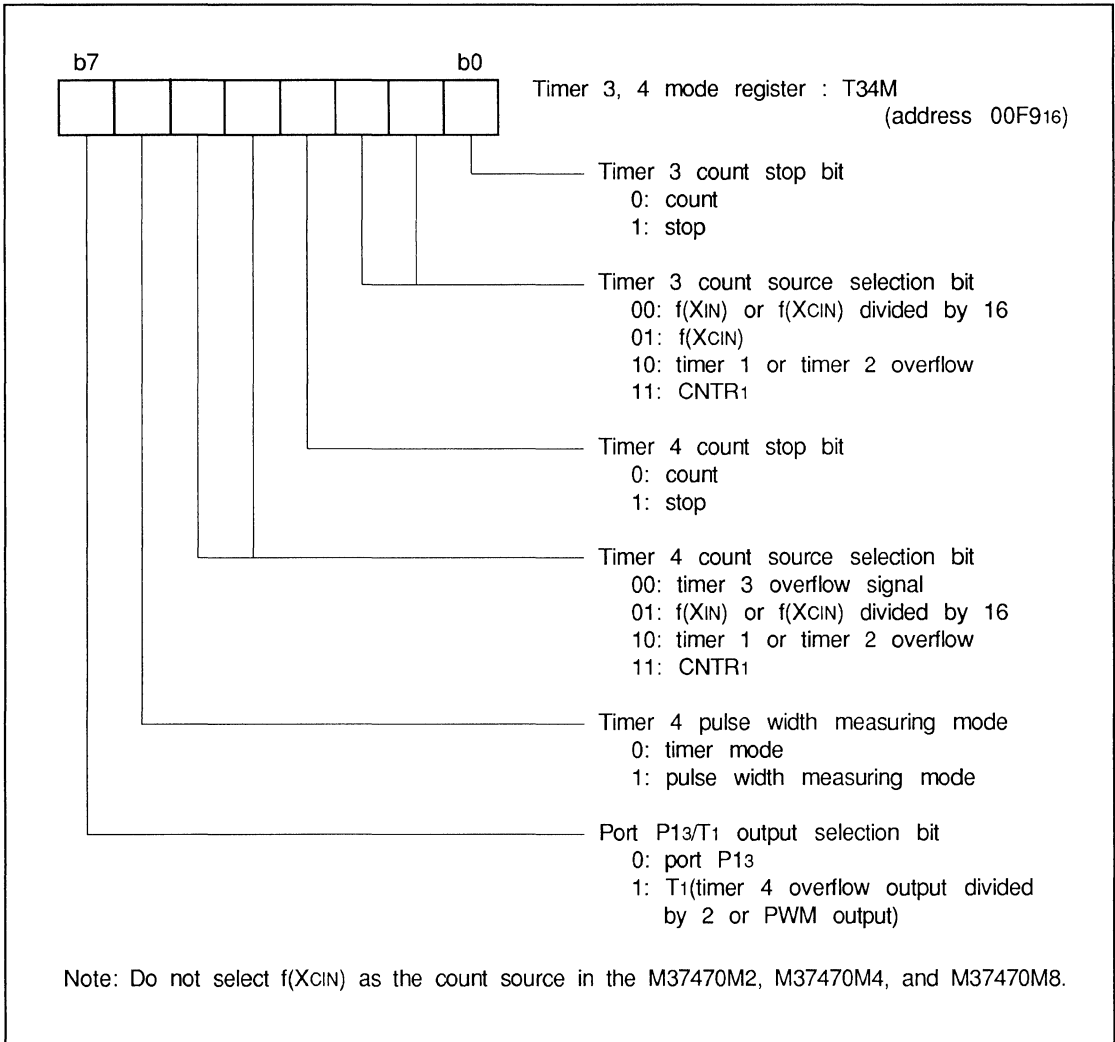 b7 b0
Timer 3, 4 mode register : T34M
(address 00F916)
Timer 3 count stop bit
0: count
1: stop
Timer 3 count source selection bit
00: f(XIN) or f(XCIN) divided by 16
01: f(XCIN)
10: timer 1 or timer 2 overflow
11: CNTR1
Timer 4 count stop bit
0: count
1: stop
Timer 4 count source selection bit
00: timer 3 overflow signal
01: f(XIN) or f(XCIN) divided by 16
10: timer 1 or timer 2 overflow
11: CNTR1
Timer 4 pulse width measuring mode
0: timer mode
1: pulse width measuring mode
Port P13/T1 output selection bit
0: port P13
1: T1(timer 4 overflow output divided
by 2 or PWM output)
Note: Do not select f(XCIN) as the count source in the M37470M2, M37470M4, and M37470M8.